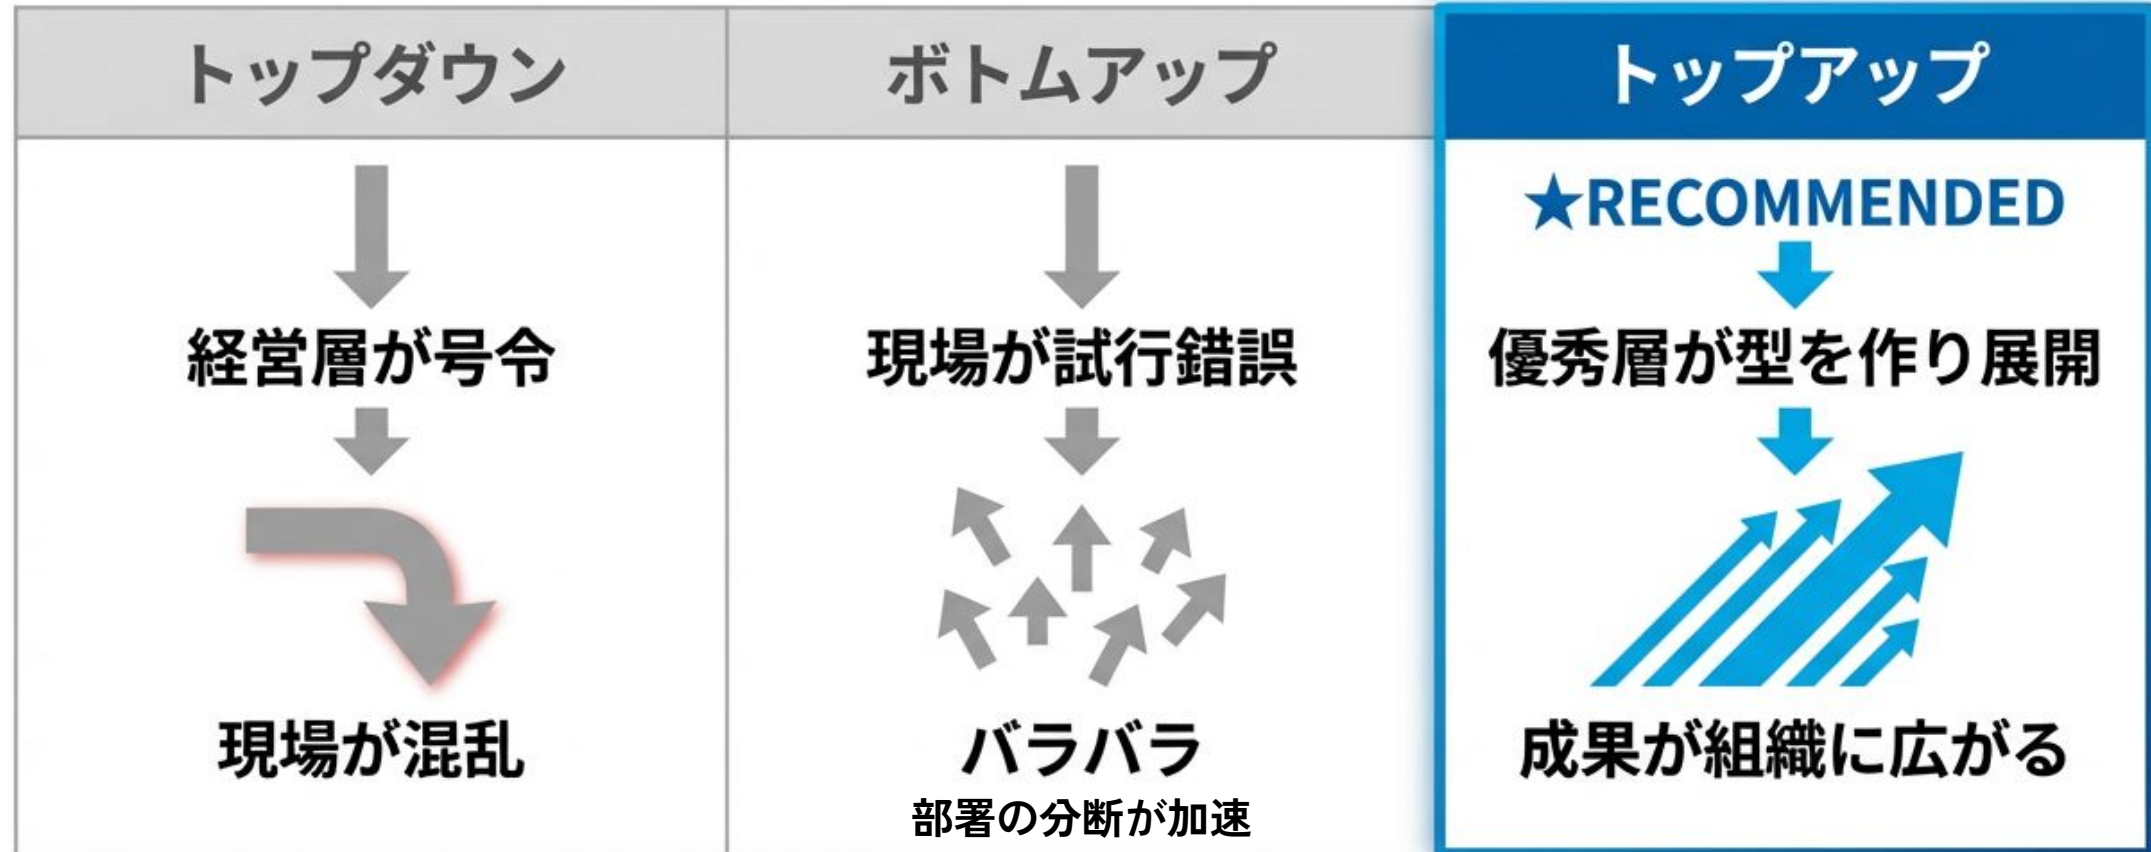 トップダウン
経営層が号令
現場が混乱
ボトムアップ
現場が試行錯誤
バラバラ
部署の分断が加速
トップアップ
★RECOMMENDED
優秀層が型を作り展開
成果が組織に広がる